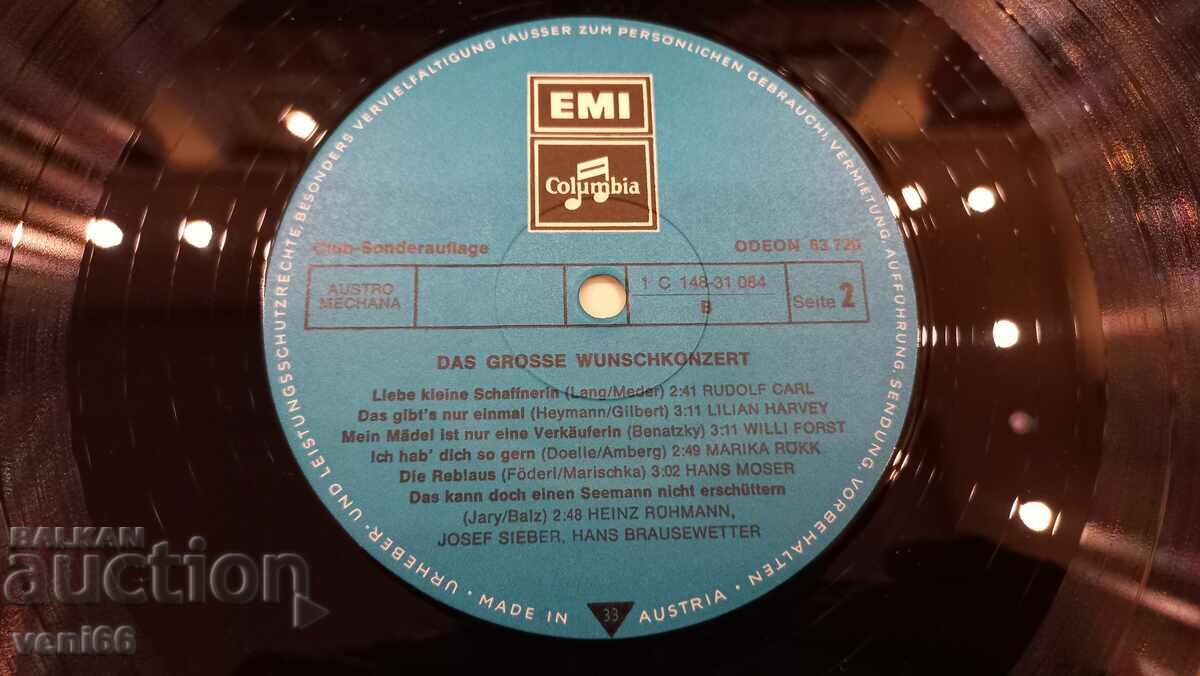 URHEBER- UND LEISTUNGSSCHUTZRECHTE, BESONDERS VERVIELFÄLTIGUNG (AUSSER ZUM PERSÖNLICHEN GEBRAUCH), VERMIETUNG, AUFFÜHRUNG, SENDUNG, VORBEHALTEN •
EMI
Columbia
Club-Sonderauflage
ODEON 63.720
AUSTRO
MECHANA
1 C 148-31 084
B
Seite 2
DAS GROSSE WUNSCHKONZERT
Liebe kleine Schaffnerin (Lang/Meder) 2:41 RUDOLF CARL
Das gibt's nur einmal (Heymann/Gilbert) 3:11 LILIAN HARVEY
Mein Mädel ist nur eine Verkäuferin (Benatzky) 3:11 WILLI FORST
Ich hab' dich so gern (Doelle/Amberg) 2:49 MARIKA RÖKK
Die Reblaus (Föderl/Marischka) 3:02 HANS MOSER
Das kann doch einen Seemann nicht erschüttern
(Jary/Balz) 2:48 HEINZ RÜHMANN,
JOSEF SIEBER, HANS BRAUSEWETTER
• MADE IN 33 AUSTRIA •
BALKAN
auction
veni66